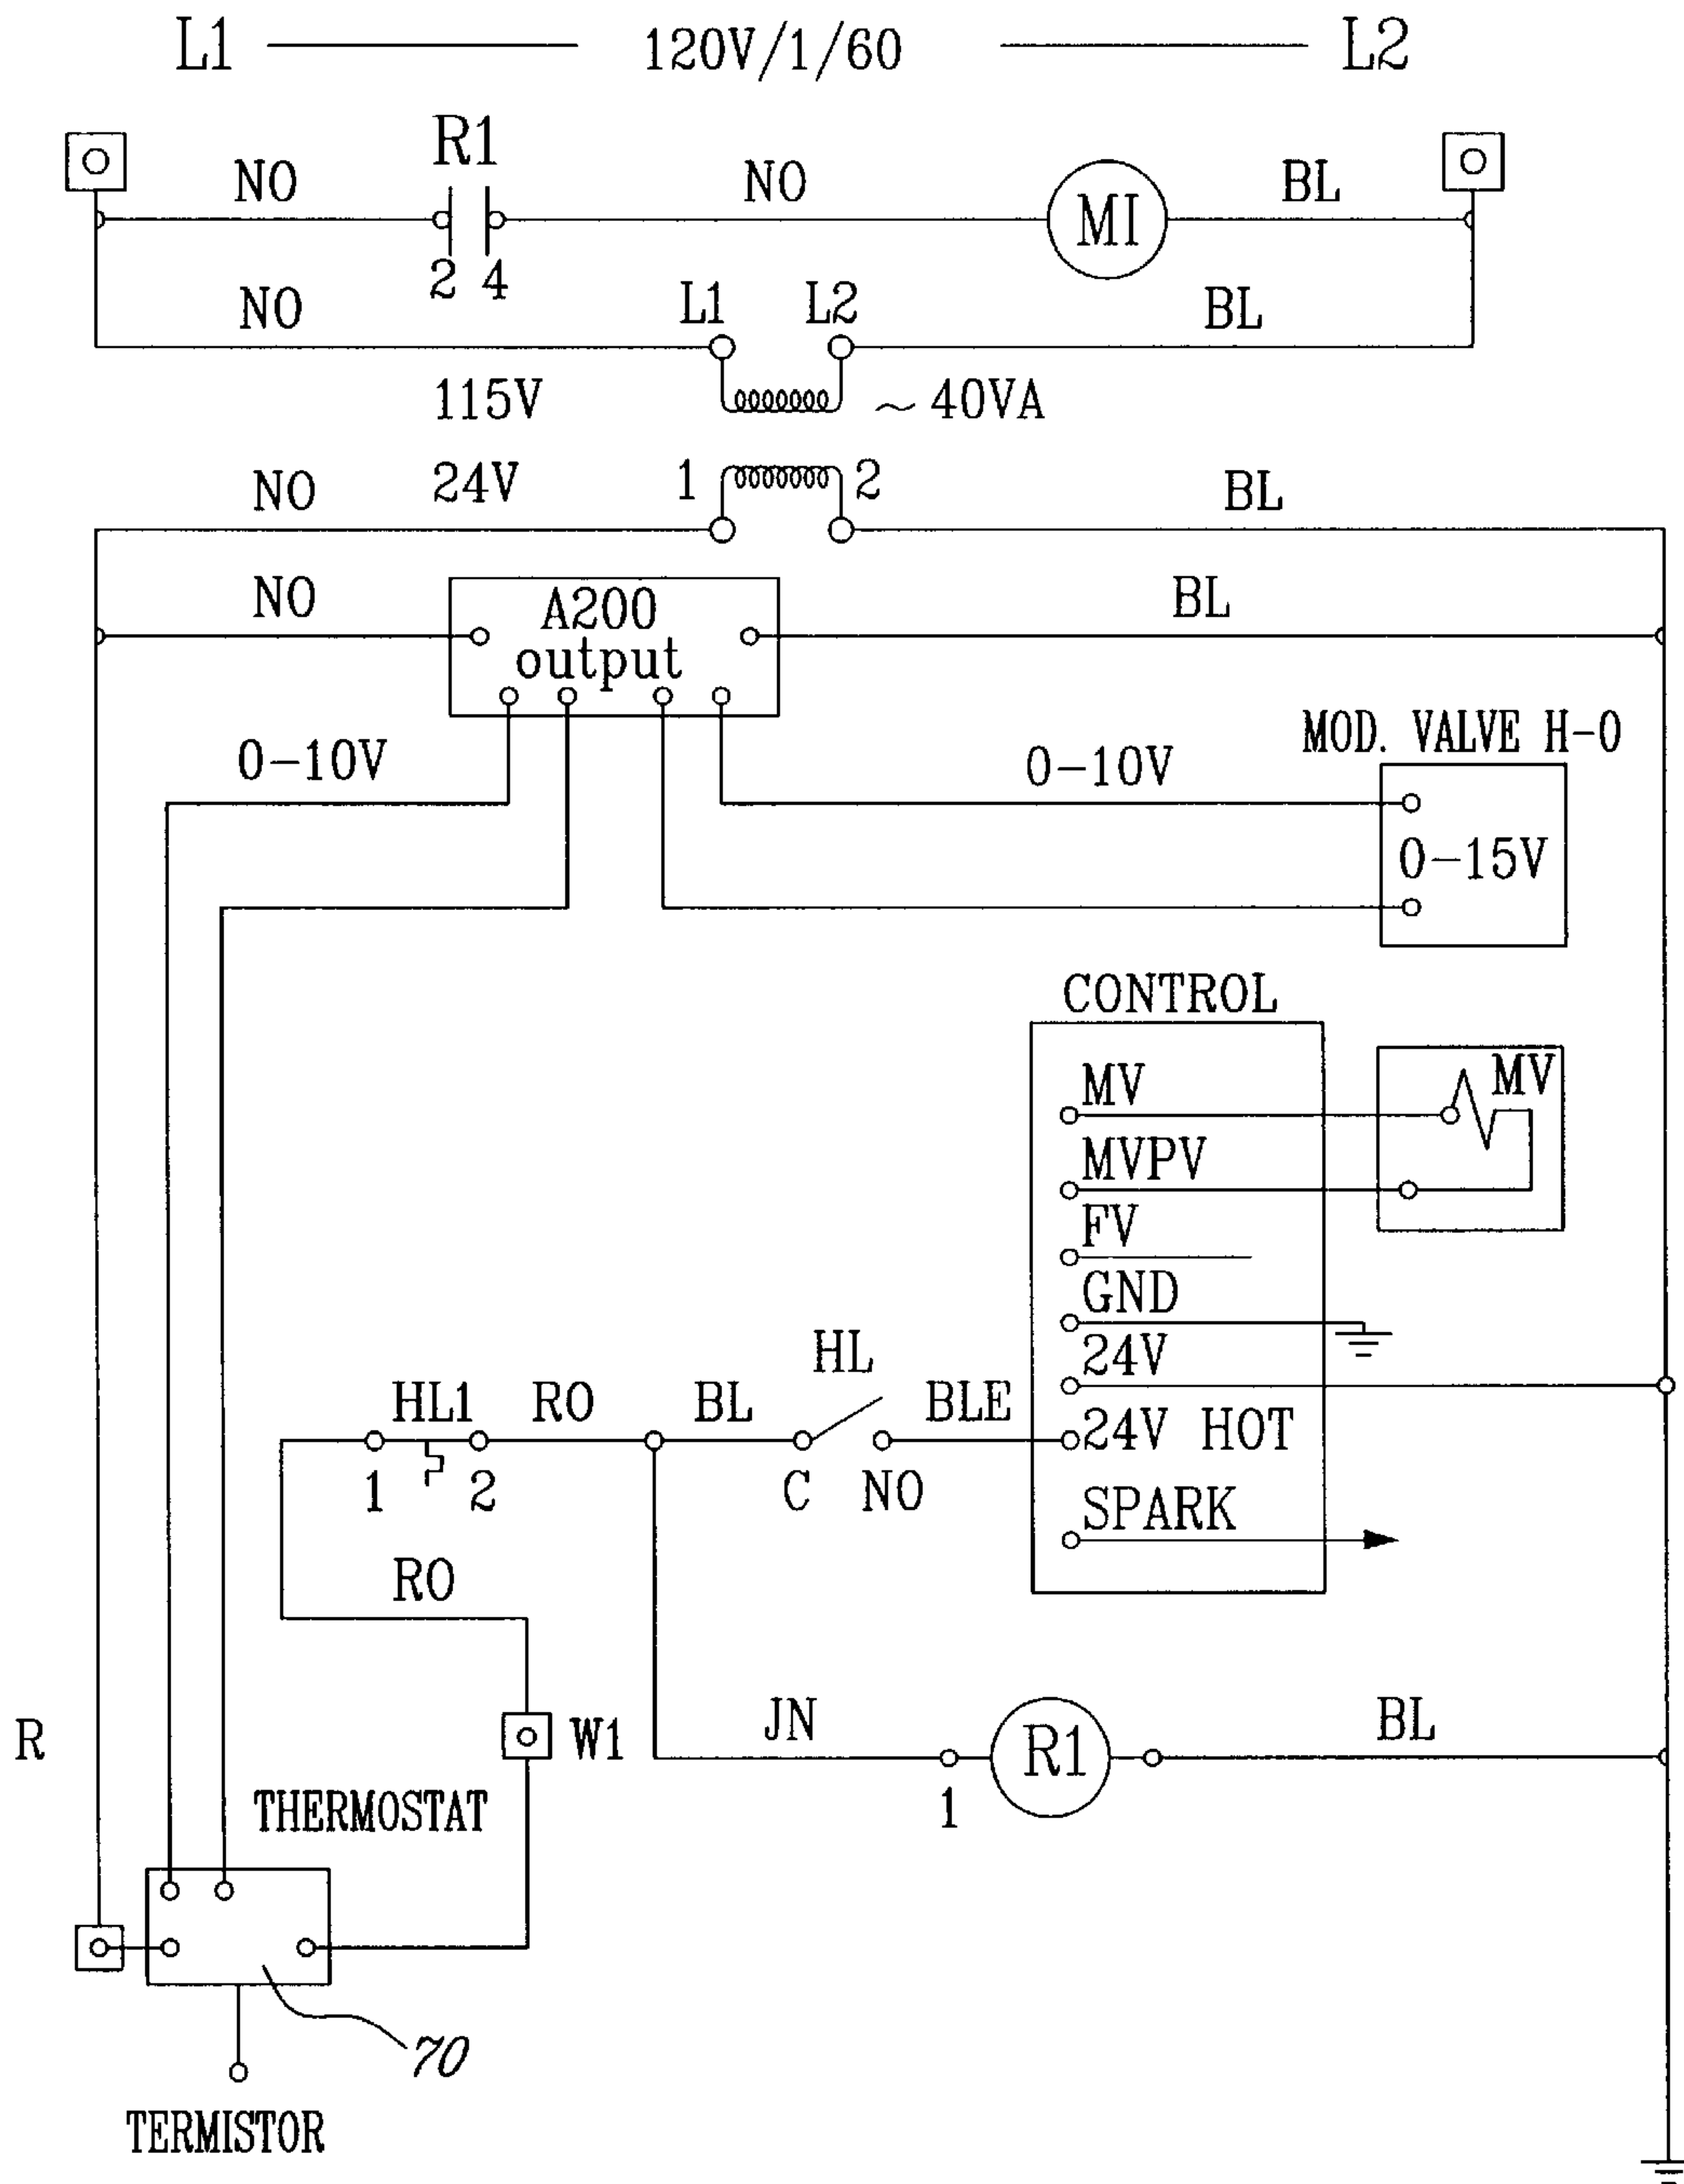 L1 120V/1/60 L2
R1
NO NO MI BL
2 4
NO L1 L2 BL
115V ~ 40VA
NO 24V 1 2 BL
NO A200 BL
output
0-10V 0-10V MOD. VALVE H-0
0-15V
CONTROL
MV MV
MVPV
FV
GND
24V
HL
HL1 RO BL BLE 24V HOT
1 2 C NO
SPARK
RO
R W1 JN R1 BL
1
THERMOSTAT
70
TERMISTOR